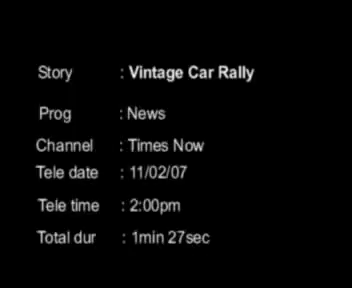 Story : Vintage Car Rally
Prog : News
Channel : Times Now
Tele date : 11/02/07
Tele time : 2:00pm
Total dur : 1min 27sec